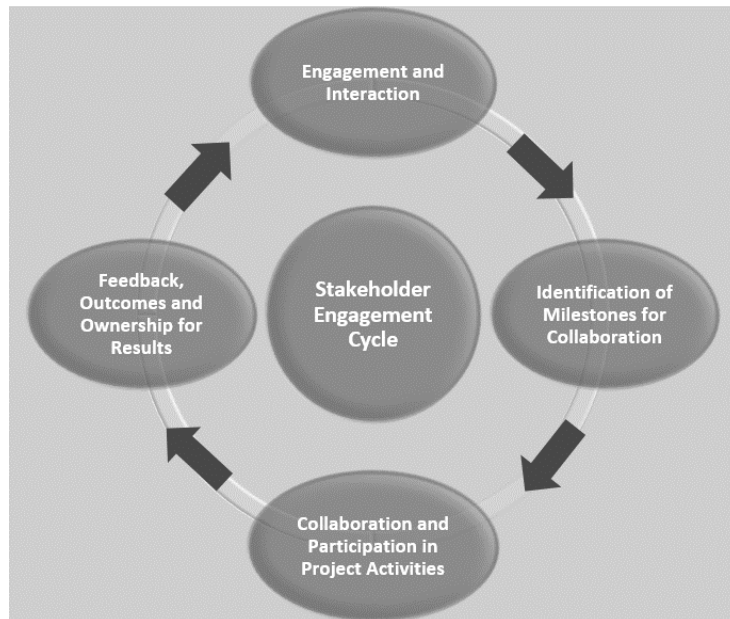 Engagement and
Interaction
Identification of
Milestones for
Collaboration
Collaboration and
Participation in
Project Activities
Feedback,
Outcomes and
Ownership for
Results
Stakeholder
Engagement
Cycle